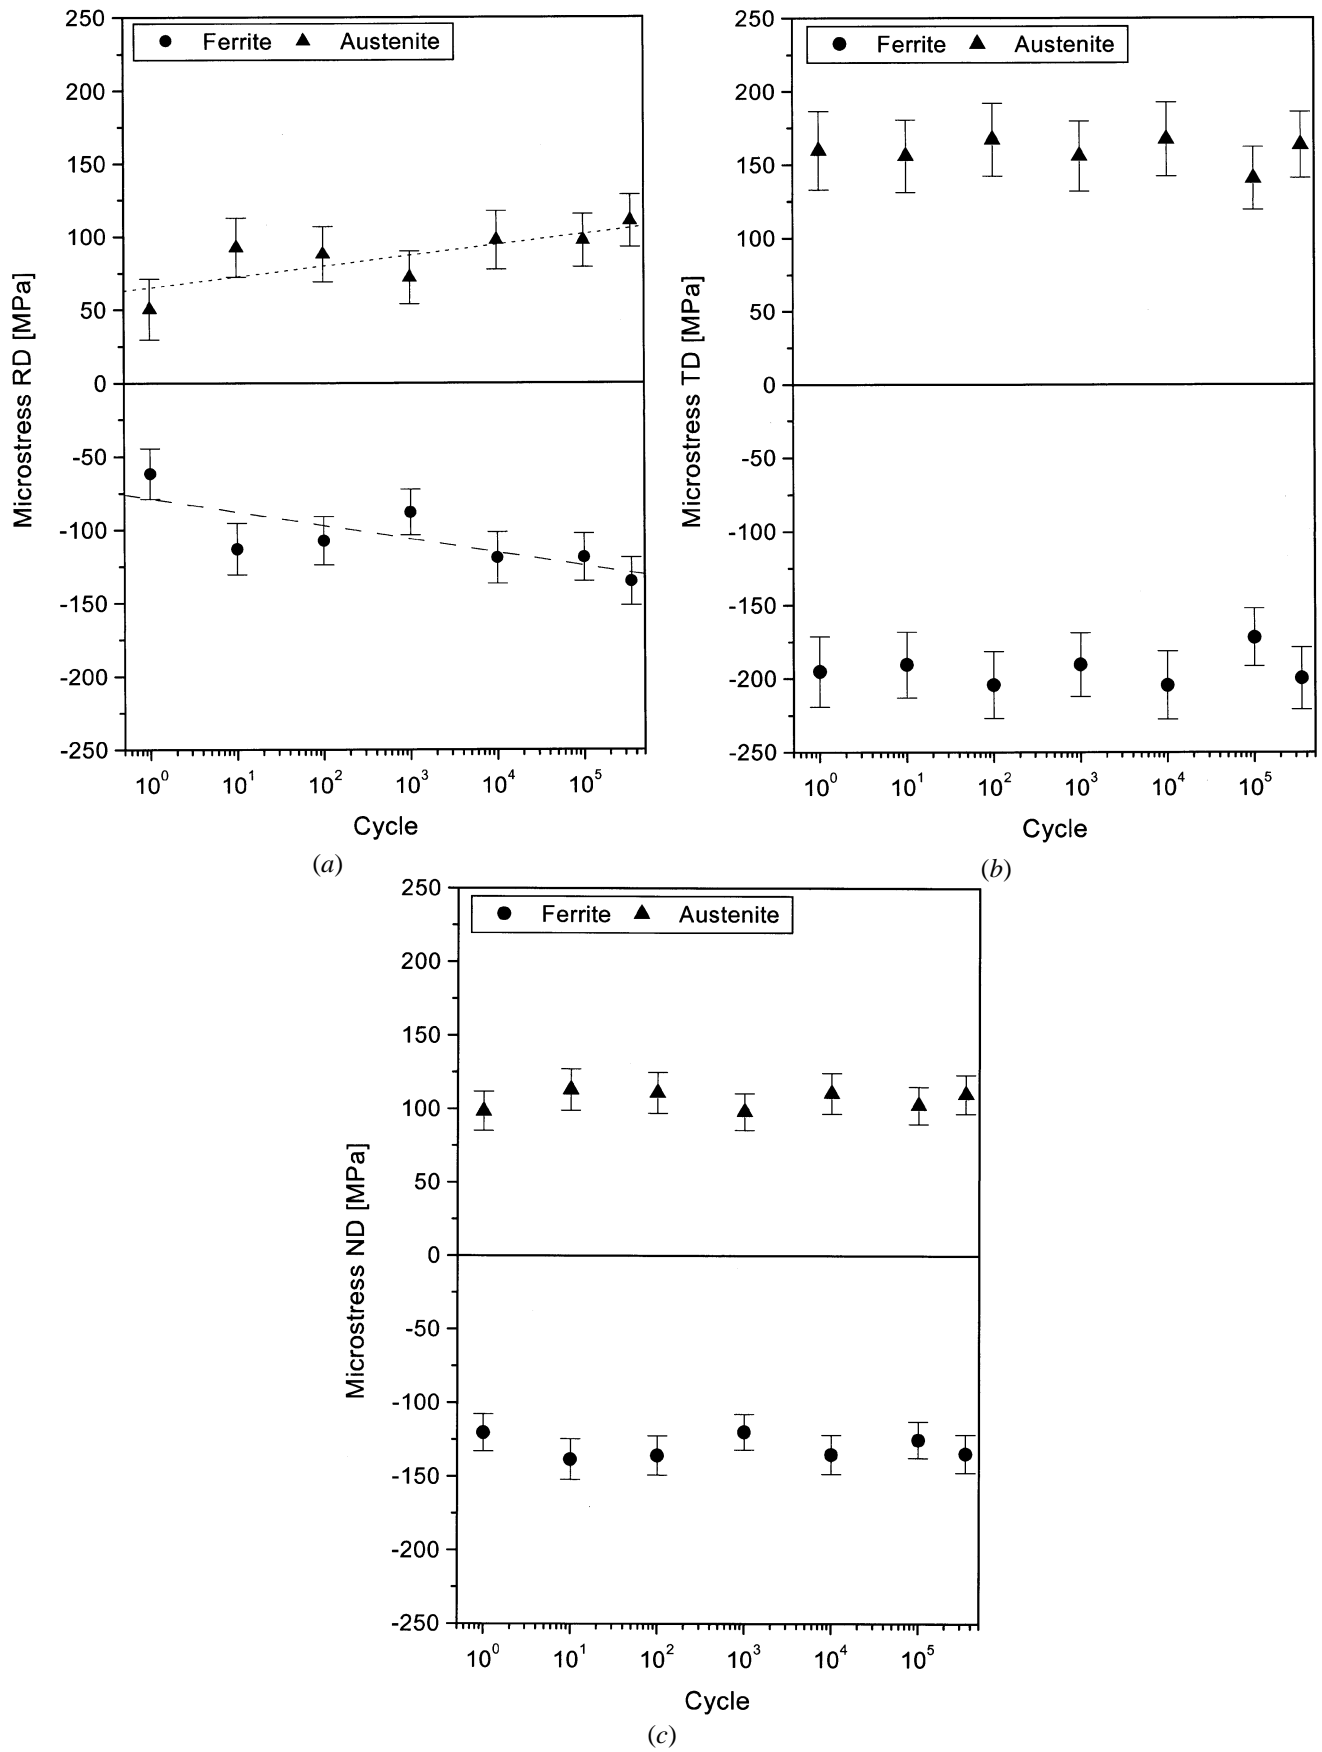 Ferrite Austenite
250
200
150
100
50
0
-50
-100
-150
-200
-250
Microstress RD [MPa]
10⁰ 10¹ 10² 10³ 10⁴ 10⁵
Cycle
(a)
Ferrite Austenite
250
200
150
100
50
0
-50
-100
-150
-200
-250
Microstress TD [MPa]
10⁰ 10¹ 10² 10³ 10⁴ 10⁵
Cycle
(b)
Ferrite Austenite
250
200
150
100
50
0
-50
-100
-150
-200
-250
Microstress ND [MPa]
10⁰ 10¹ 10² 10³ 10⁴ 10⁵
Cycle
(c)